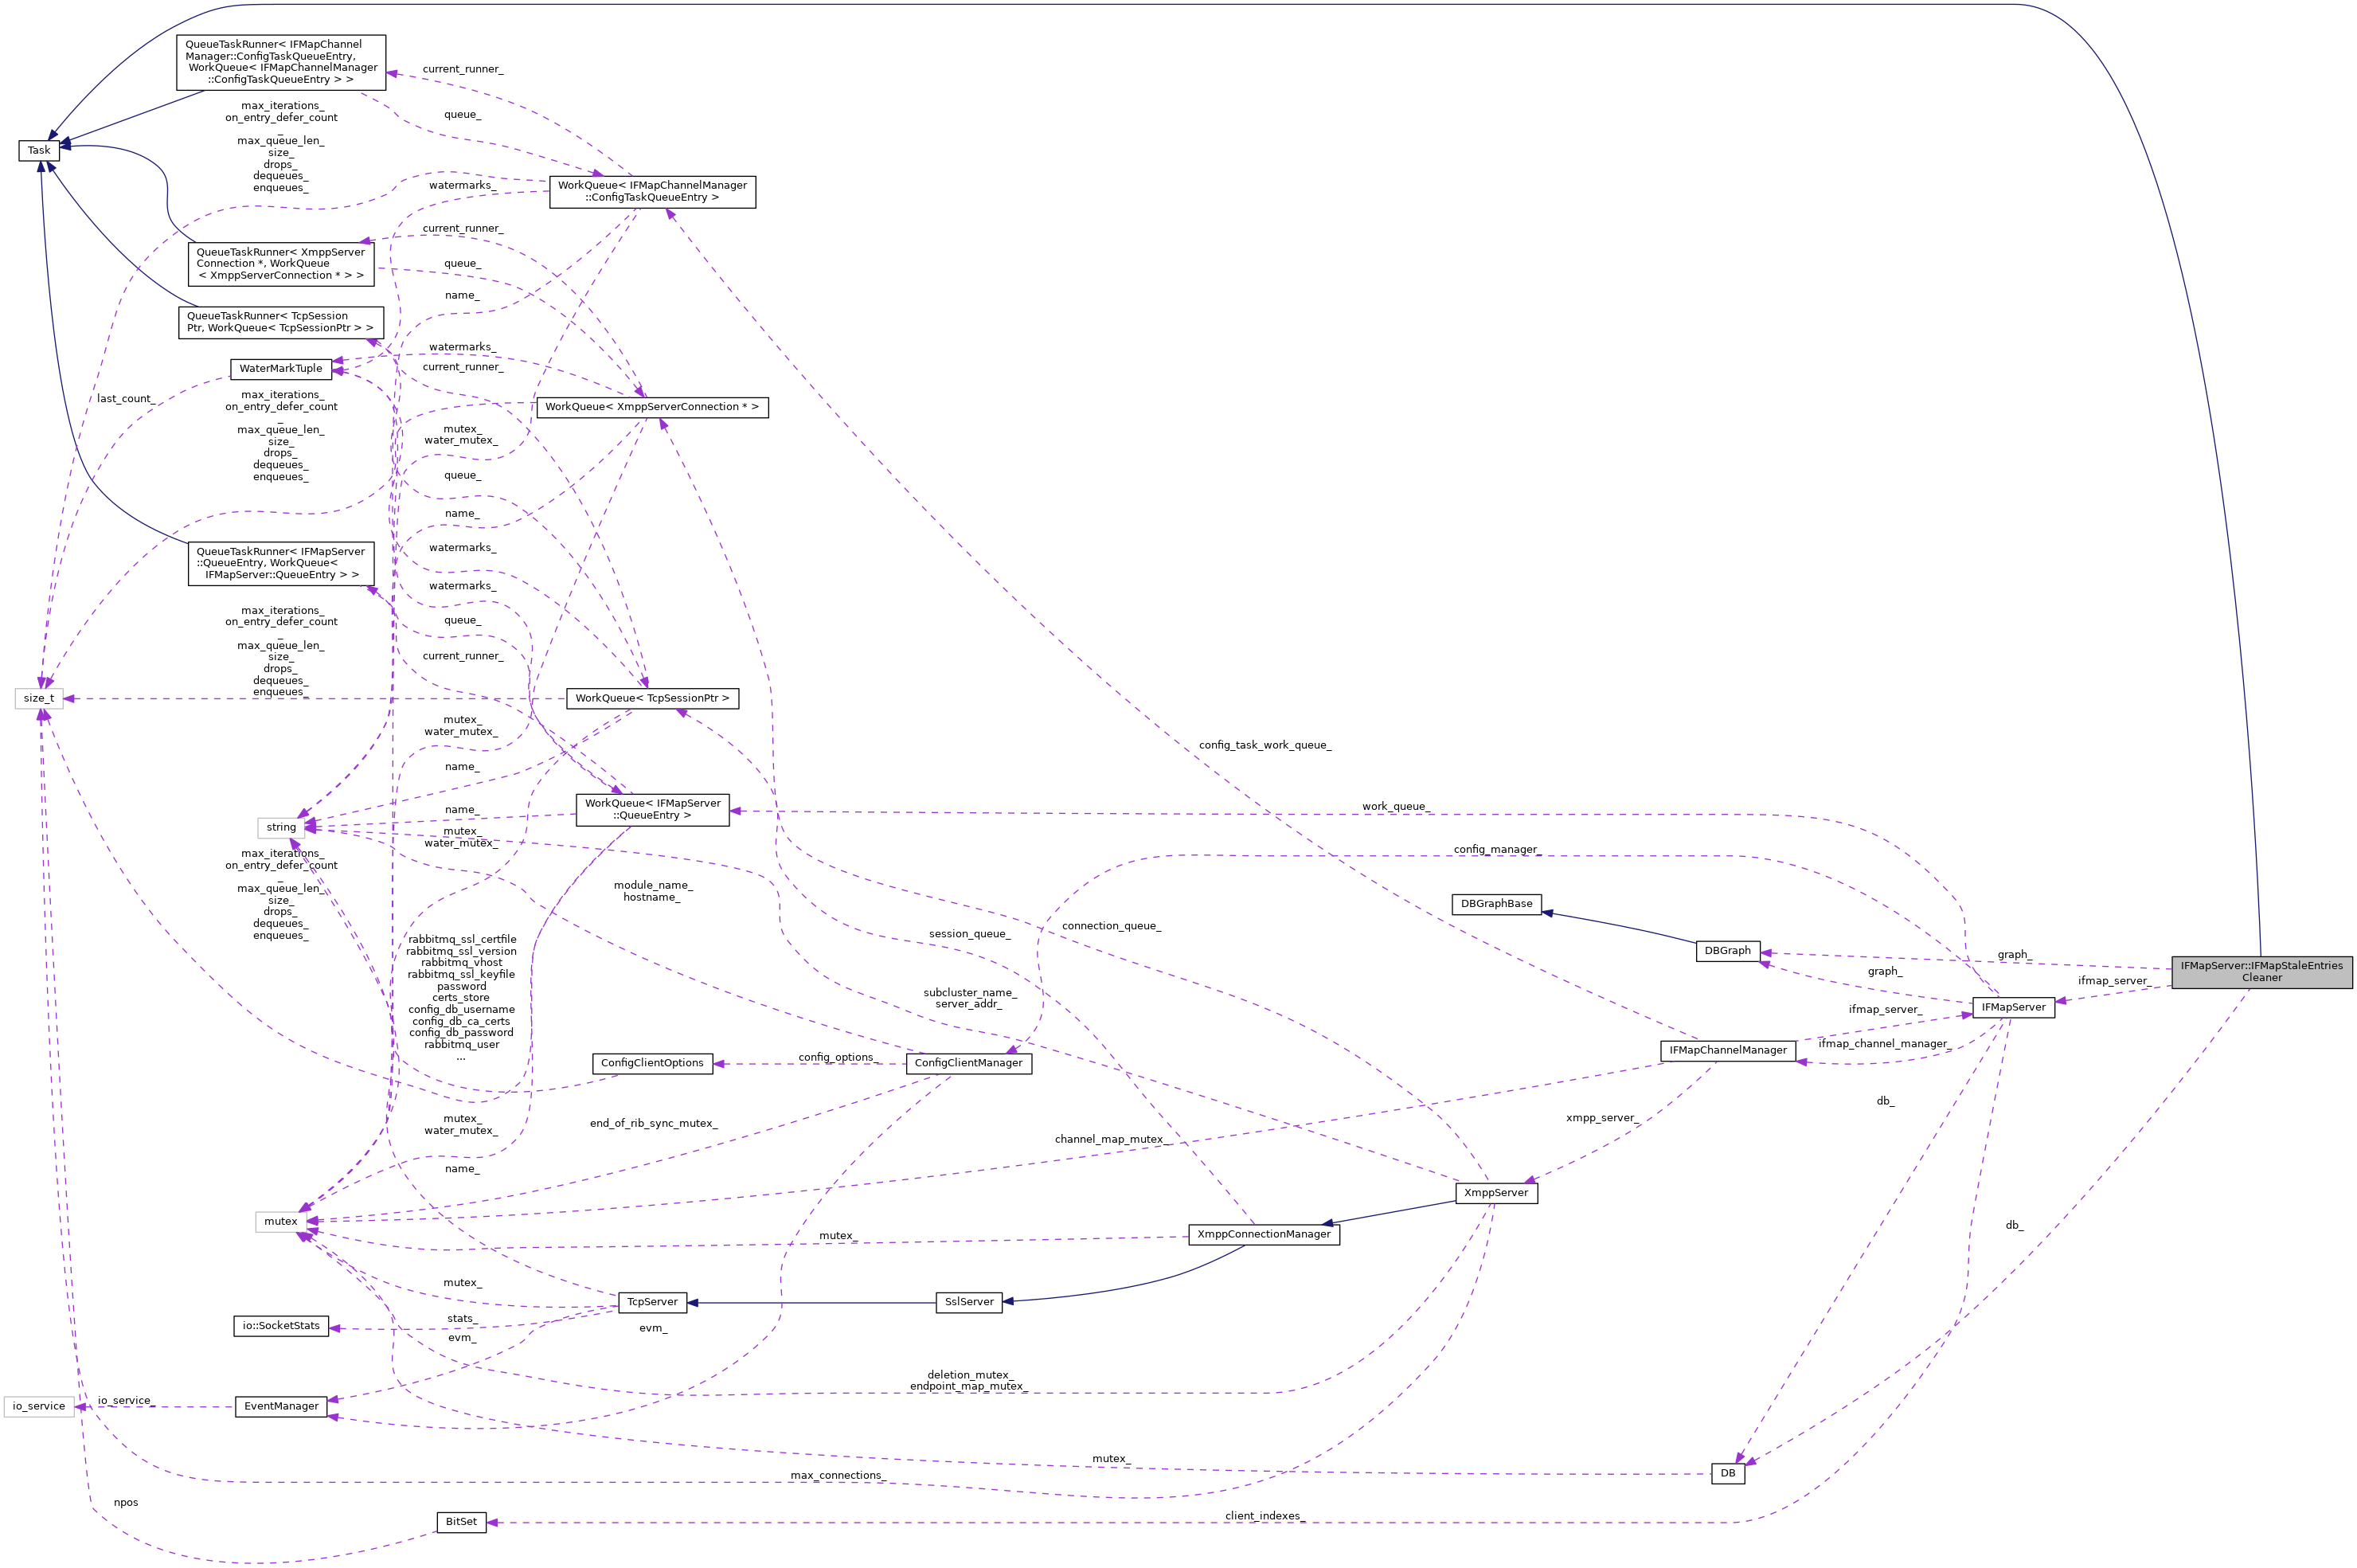 QueueTaskRunner< IFMapChannel
Manager::ConfigTaskQueueEntry,
WorkQueue< IFMapChannelManager
::ConfigTaskQueueEntry > >
current_runner_
queue_
max_iterations_
on_entry_defer_count
_
max_queue_len_
size_
drops_
dequeues_
enqueues_
Task
watermarks_
WorkQueue< IFMapChannelManager
::ConfigTaskQueueEntry >
current_runner_
QueueTaskRunner< XmppServer
Connection *, WorkQueue
< XmppServerConnection * > >
queue_
name_
QueueTaskRunner< TcpSession
Ptr, WorkQueue< TcpSessionPtr > >
watermarks_
WaterMarkTuple
current_runner_
last_count_
max_iterations_
on_entry_defer_count
_
max_queue_len_
size_
drops_
dequeues_
enqueues_
WorkQueue< XmppServerConnection * >
mutex_
water_mutex_
queue_
name_
watermarks_
QueueTaskRunner< IFMapServer
::QueueEntry, WorkQueue<
IFMapServer::QueueEntry > >
watermarks_
queue_
max_iterations_
on_entry_defer_count
_
max_queue_len_
size_
drops_
dequeues_
enqueues_
current_runner_
size_t
WorkQueue< TcpSessionPtr >
mutex_
water_mutex_
config_task_work_queue_
name_
WorkQueue< IFMapServer
::QueueEntry >
work_queue_
name_
string
mutex_
water_mutex_
config_manager_
max_iterations_
on_entry_defer_count
_
max_queue_len_
size_
drops_
dequeues_
enqueues_
module_name_
hostname_
DBGraphBase
session_queue_
connection_queue_
rabbitmq_ssl_certfile
rabbitmq_ssl_version
rabbitmq_vhost
rabbitmq_ssl_keyfile
password
certs_store
config_db_username
config_db_ca_certs
config_db_password
rabbitmq_user
...
DBGraph
graph_
IFMapServer::IFMapStaleEntries
Cleaner
graph_
ifmap_server_
subcluster_name_
server_addr_
IFMapServer
ifmap_server_
ifmap_channel_manager_
IFMapChannelManager
ConfigClientOptions
config_options_
ConfigClientManager
db_
mutex_
water_mutex_
end_of_rib_sync_mutex_
channel_map_mutex_
xmpp_server_
name_
XmppServer
mutex
mutex_
XmppConnectionManager
db_
mutex_
TcpServer
SslServer
io::SocketStats
stats_
evm_
evm_
deletion_mutex_
endpoint_map_mutex_
io_service
io_service_
EventManager
mutex_
max_connections_
DB
npos
BitSet
client_indexes_